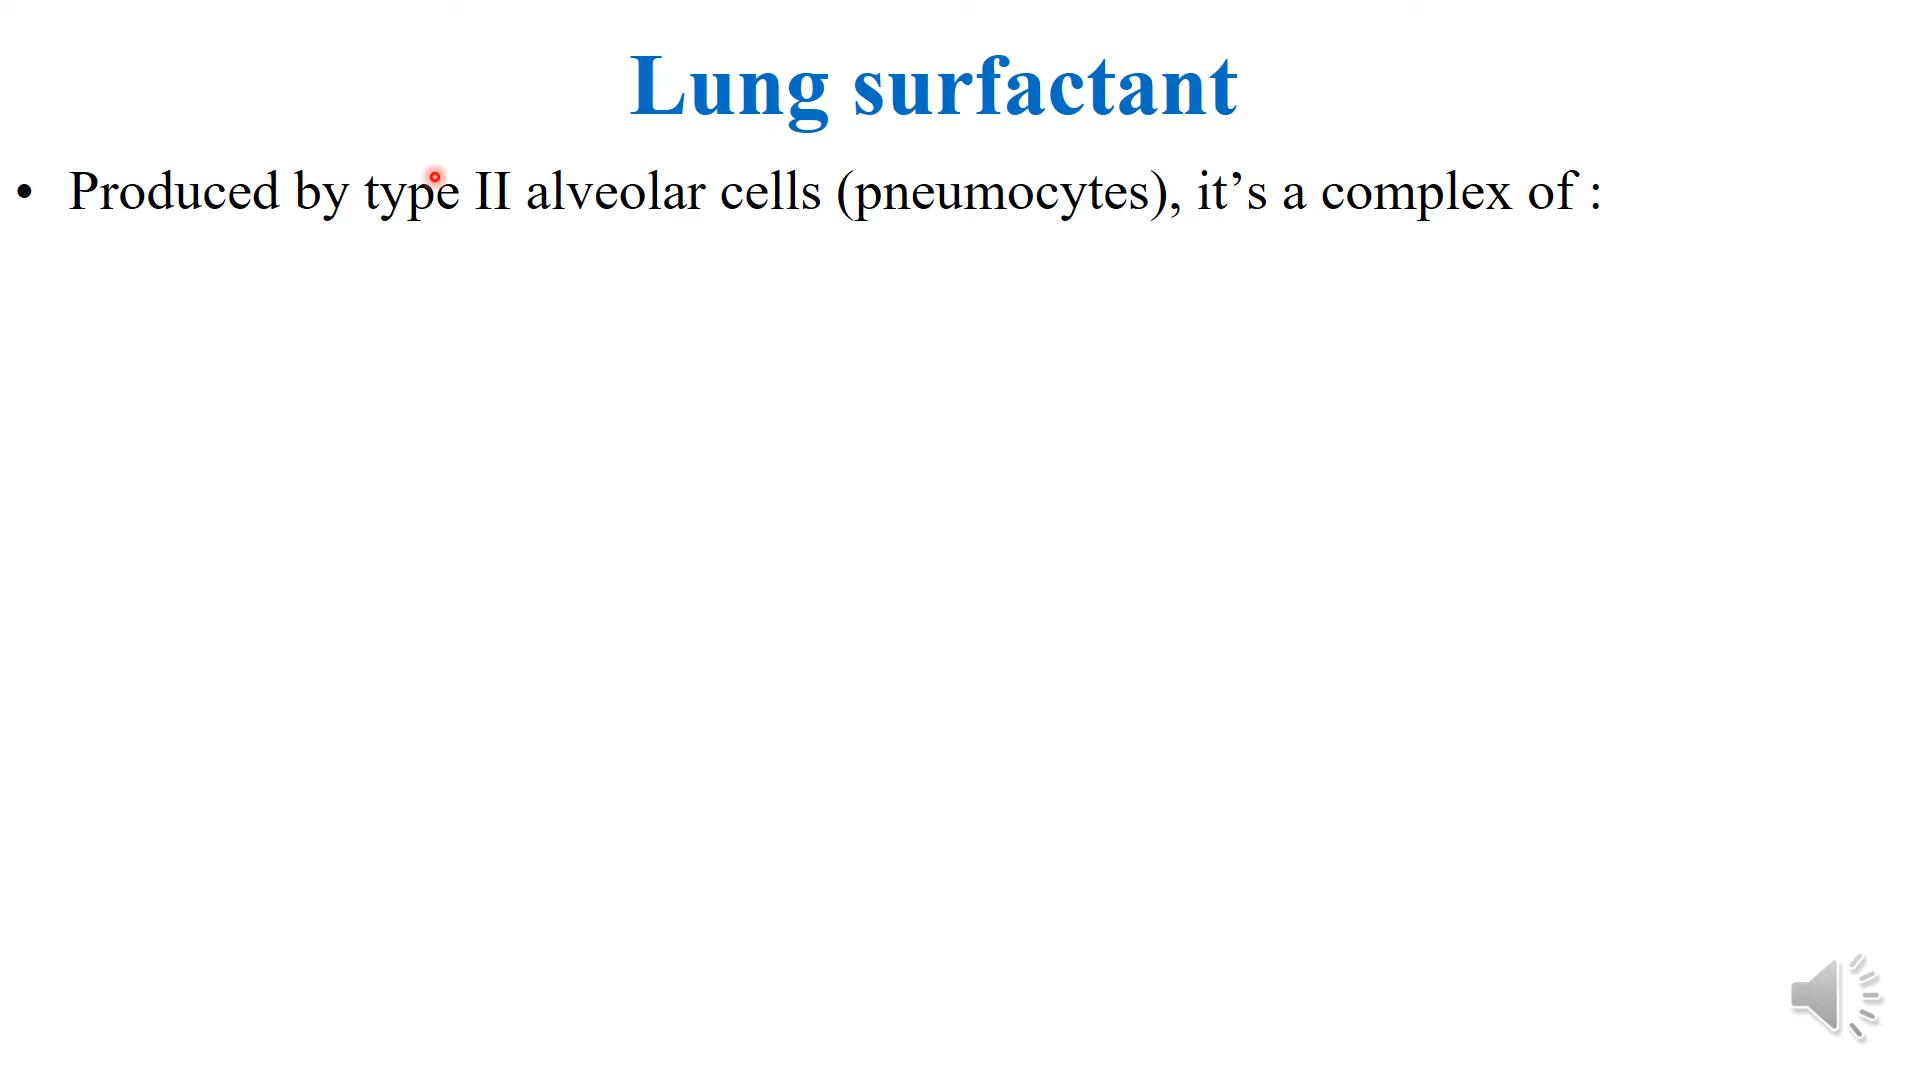 Lung surfactant
• Produced by type II alveolar cells (pneumocytes), it’s a complex of :